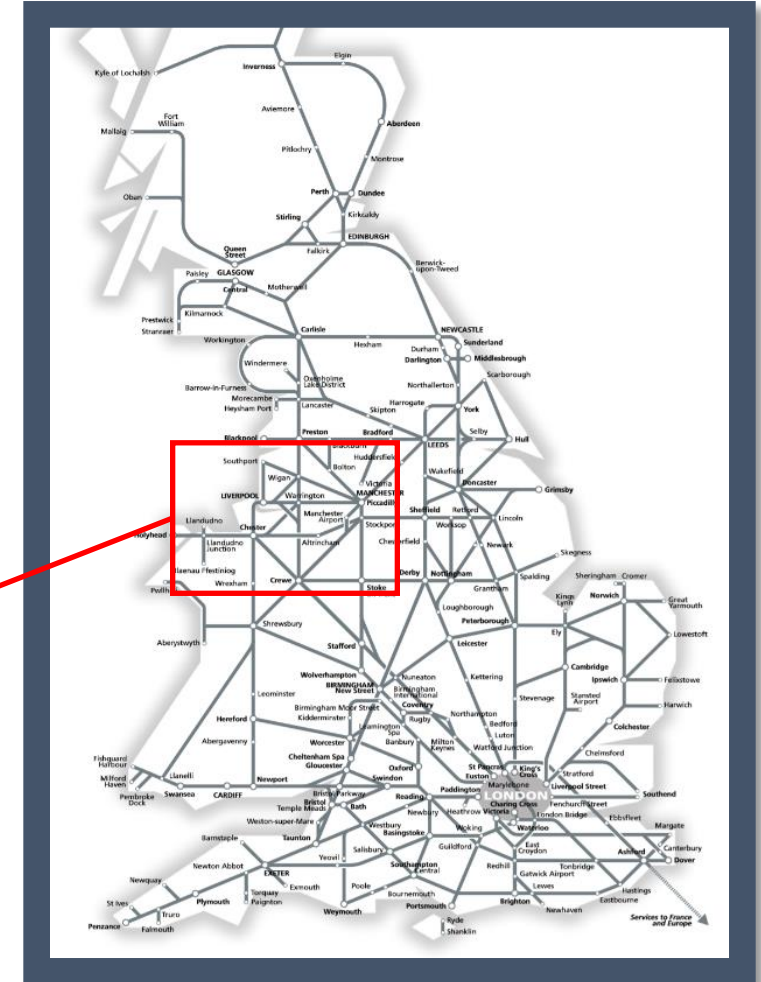 Elgin
Inverness
Kyle of Lochalsh
Aviemore
Fort
William
Mallaig
Aberdeen
Pitlochry
Montrose
Perth
Dundee
Oban
Stirling
Kirkcaldy
EDINBURGH
Queen
Street
Falkirk
Berwick-
upon-Tweed
Paisley
GLASGOW
Central
Motherwell
Prestwick
Kilmarnock
Stranraer
Carlisle
NEWCASTLE
Workington
Hexham
Durham
Sunderland
Darlington
Middlesbrough
Windermere
Scarborough
Oxenholme
Lake District
Barrow-in-Furness
Northallerton
Morecambe
Heysham Port
Lancaster
Harrogate
Skipton
York
Blackpool
Preston
Bradford
Selby
LEEDS
Hull
Blackburn
Huddersfield
Southport
Bolton
Wakefield
Wigan
Victoria
Doncaster
LIVERPOOL
Warrington
MANCHESTER
Piccadilly
Grimsby
Manchester
Airport
Sheffield
Retford
Llandudno
Stockport
Worksop
Lincoln
Holyhead
Chester
Llandudno
Junction
Altrincham
Chesterfield
Newark
Blaenau Ffestiniog
Skegness
Pwllh
Wrexham
Crewe
Stoke
Derby
Nottingham
Spalding
Grantham
Sheringham
Cromer
Kings
Lynn
Norwich
Great
Yarmouth
Loughborough
Peterborough
Aberystwyth
Shrewsbury
Ely
Lowestoft
Stafford
Leicester
Wolverhampton
BIRMINGHAM
New Street
Nuneaton
Kettering
Cambridge
Birmingham
International
Ipswich
Felixstowe
Leominster
Birmingham Moor Street
Coventry
Stevenage
Stansted
Airport
Harwich
Kidderminster
Rugby
Northampton
Hereford
Leamington
Spa
Bedford
Colchester
Abergavenny
Worcester
Banbury
Milton
Keynes
Luton
Watford Junction
Chelmsford
Cheltenham Spa
Gloucester
Fishguard
Harbour
Oxford
St Pancras
King's
Cross
Stratford
Milford
Haven
Llanelli
Newport
Swindon
Euston
Marylebone
Liverpool Street
Pembroke
Dock
Swansea
CARDIFF
Bristol Parkway
Bristol
Temple Meads
Bath
Reading
Paddington
LONDON
Southend
Charing Cross
Fenchurch Street
Newbury
Heathrow
Victoria
London Bridge
Ebbsfleet
Weston-super-Mare
Westbury
Basingstoke
Woking
Waterloo
Margate
Barnstaple
Taunton
Canterbury
Yeovil
Salisbury
Guildford
East
Croydon
Ashford
Dover
Newton Abbot
EXETER
Southampton
Central
Redhill
Tonbridge
Gatwick Airport
Newquay
Exmouth
Poole
Lewes
Hastings
St Ives
Torquay
Paignton
Bournemouth
Eastbourne
Truro
Plymouth
Weymouth
Portsmouth
Brighton
Newhaven
Penzance
Falmouth
Ryde
Shanklin
Services to France
and Europe